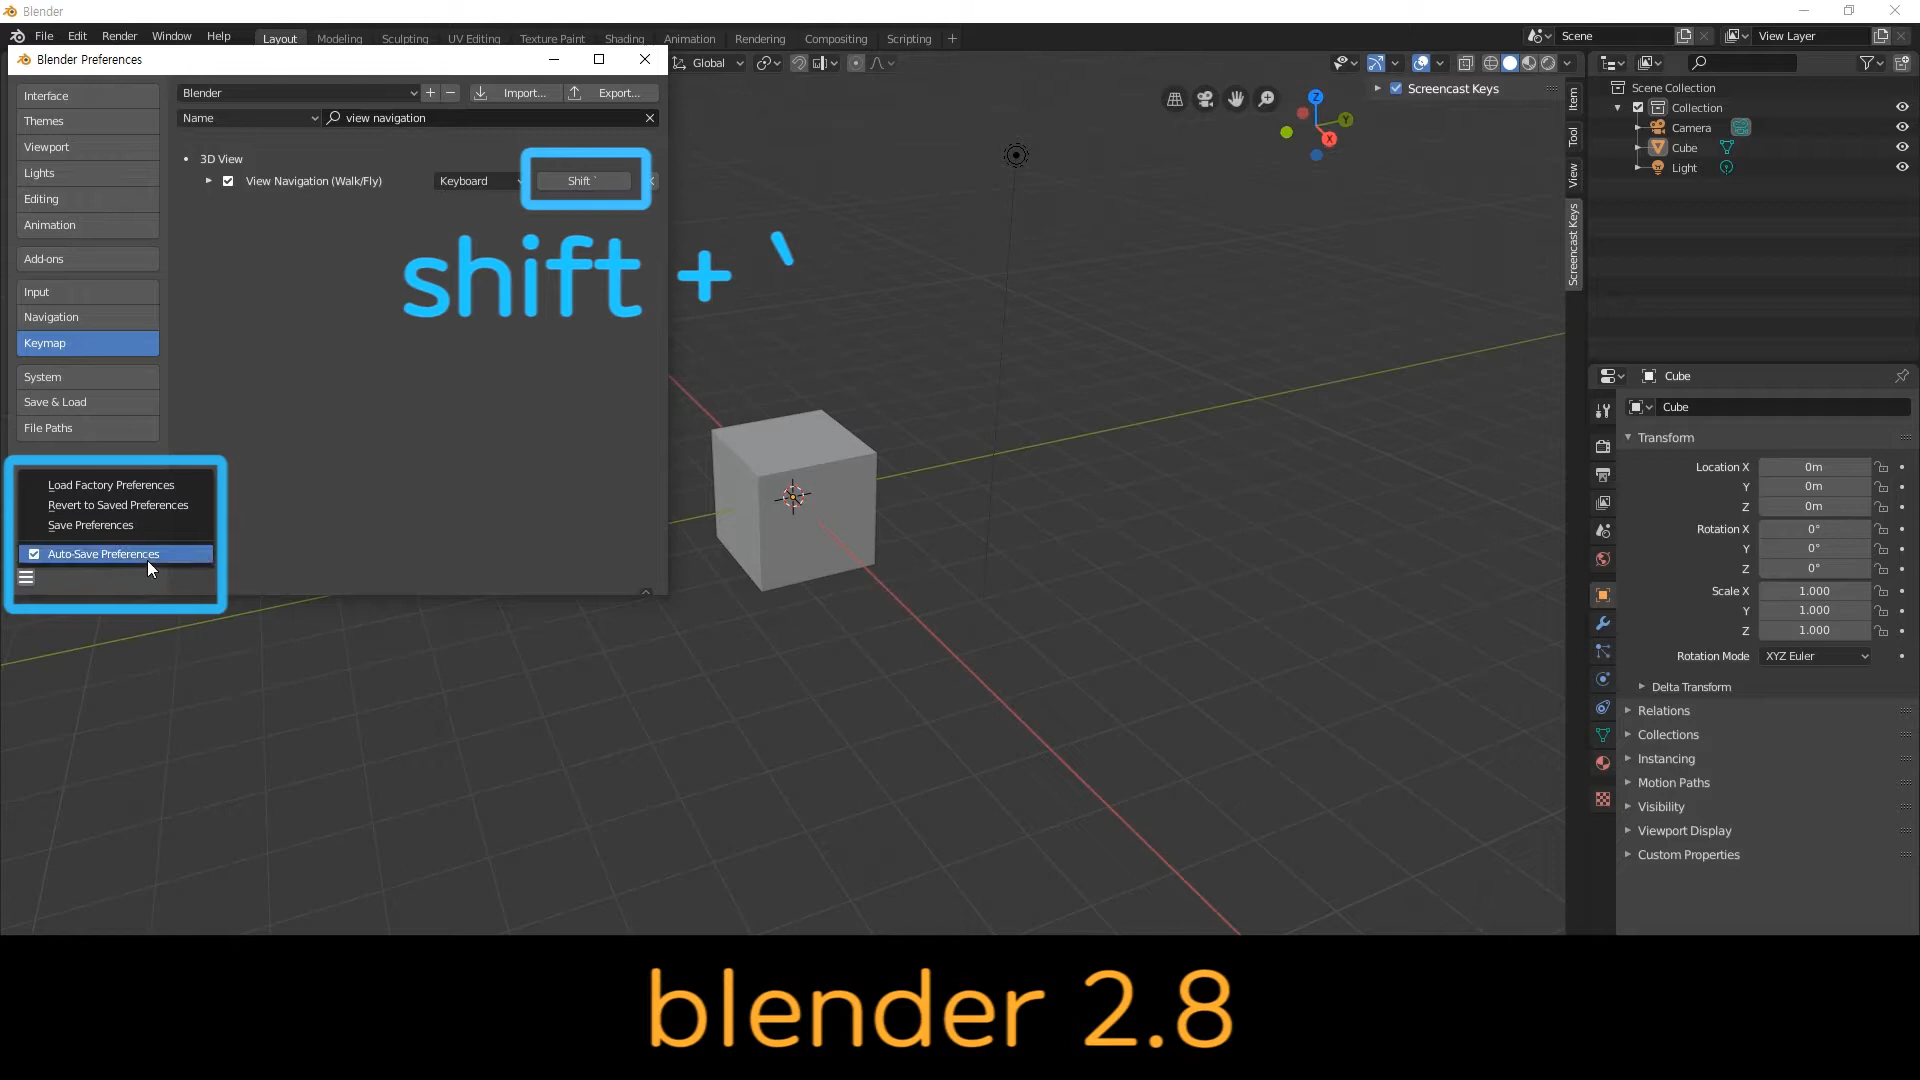 Blender
File Edit Render Window Help Layout Modeling Sculpting UV Editing Texture Paint Shading Animation Rendering Compositing Scripting + Scene View Layer
Blender Preferences
Global
Interface
Themes
Viewport
Lights
Editing
Animation
Add-ons
Input
Navigation
Keymap
System
Save & Load
File Paths
Blender Import... Export...
Name view navigation
3D View
View Navigation (Walk/Fly) Keyboard Shift `
shift + `
Load Factory Preferences
Revert to Saved Preferences
Save Preferences
Auto-Save Preferences
Screencast Keys
Z
Y
X
Item
Tool
View
Screencast Keys
Scene Collection
Collection
Camera
Cube
Light
Cube
Cube
Transform
Location X 0m
Y 0m
Z 0m
Rotation X 0°
Y 0°
Z 0°
Scale X 1.000
Y 1.000
Z 1.000
Rotation Mode XYZ Euler
Delta Transform
Relations
Collections
Instancing
Motion Paths
Visibility
Viewport Display
Custom Properties
blender 2.8